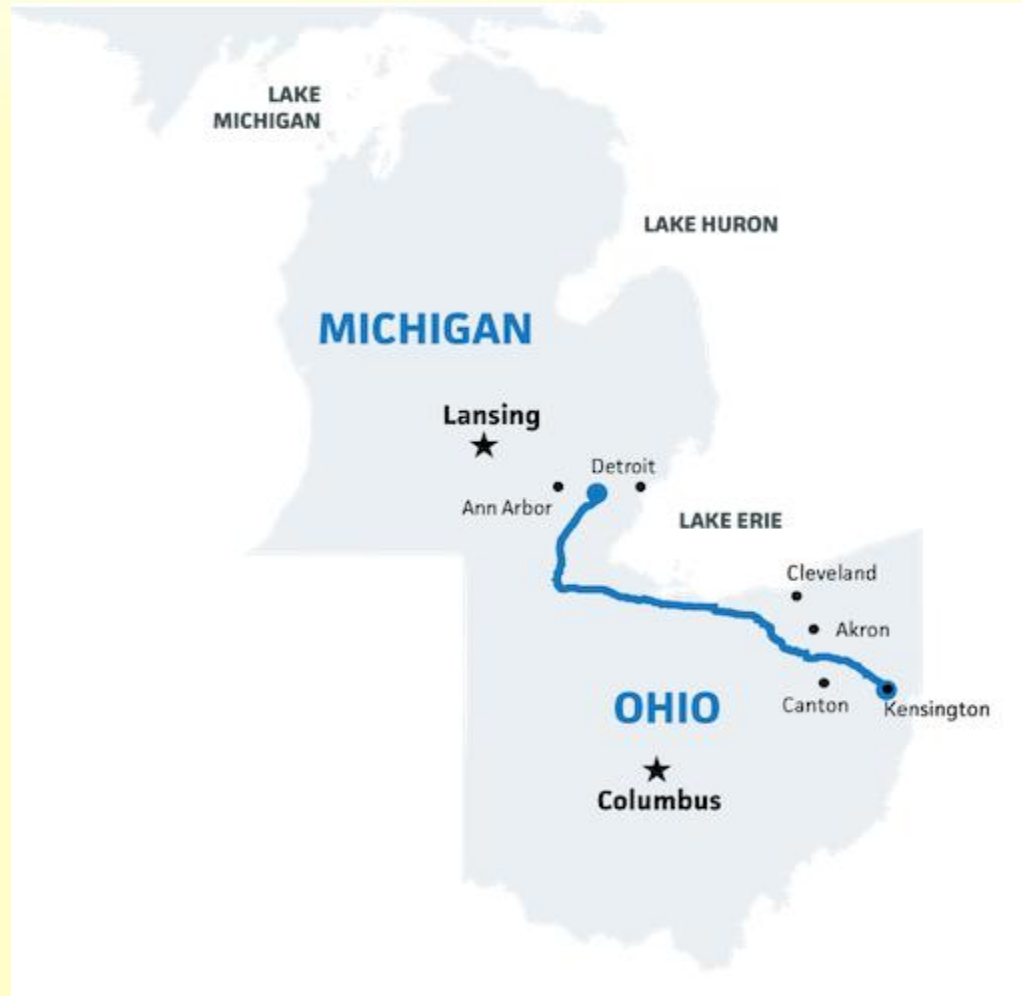 LAKE
MICHIGAN
LAKE HURON
MICHIGAN
Lansing
Detroit
Ann Arbor
LAKE ERIE
Cleveland
Akron
Canton
Kensington
OHIO
Columbus